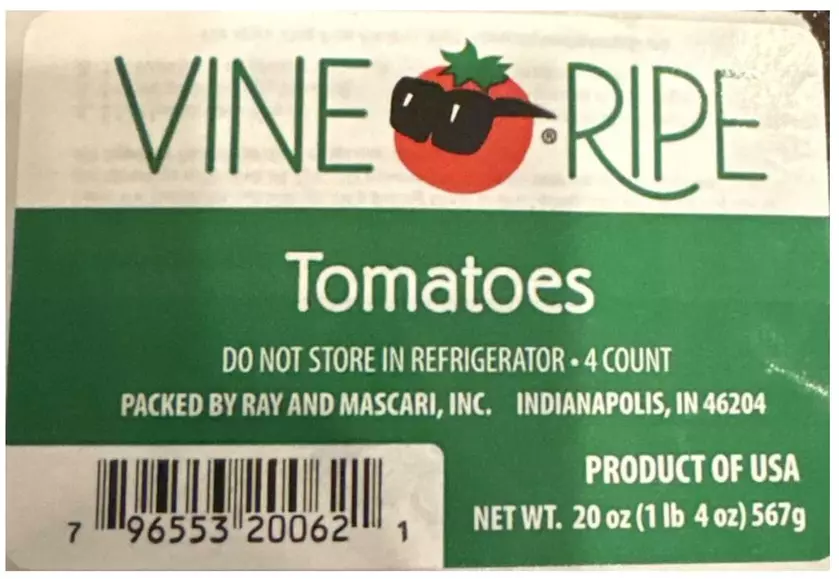 VINE ® RIPE
Tomatoes
DO NOT STORE IN REFRIGERATOR • 4 COUNT
PACKED BY RAY AND MASCARI, INC. INDIANAPOLIS, IN 46204
PRODUCT OF USA
NET WT. 20 oz (1 lb 4 oz) 567g
7 96553 20062 1